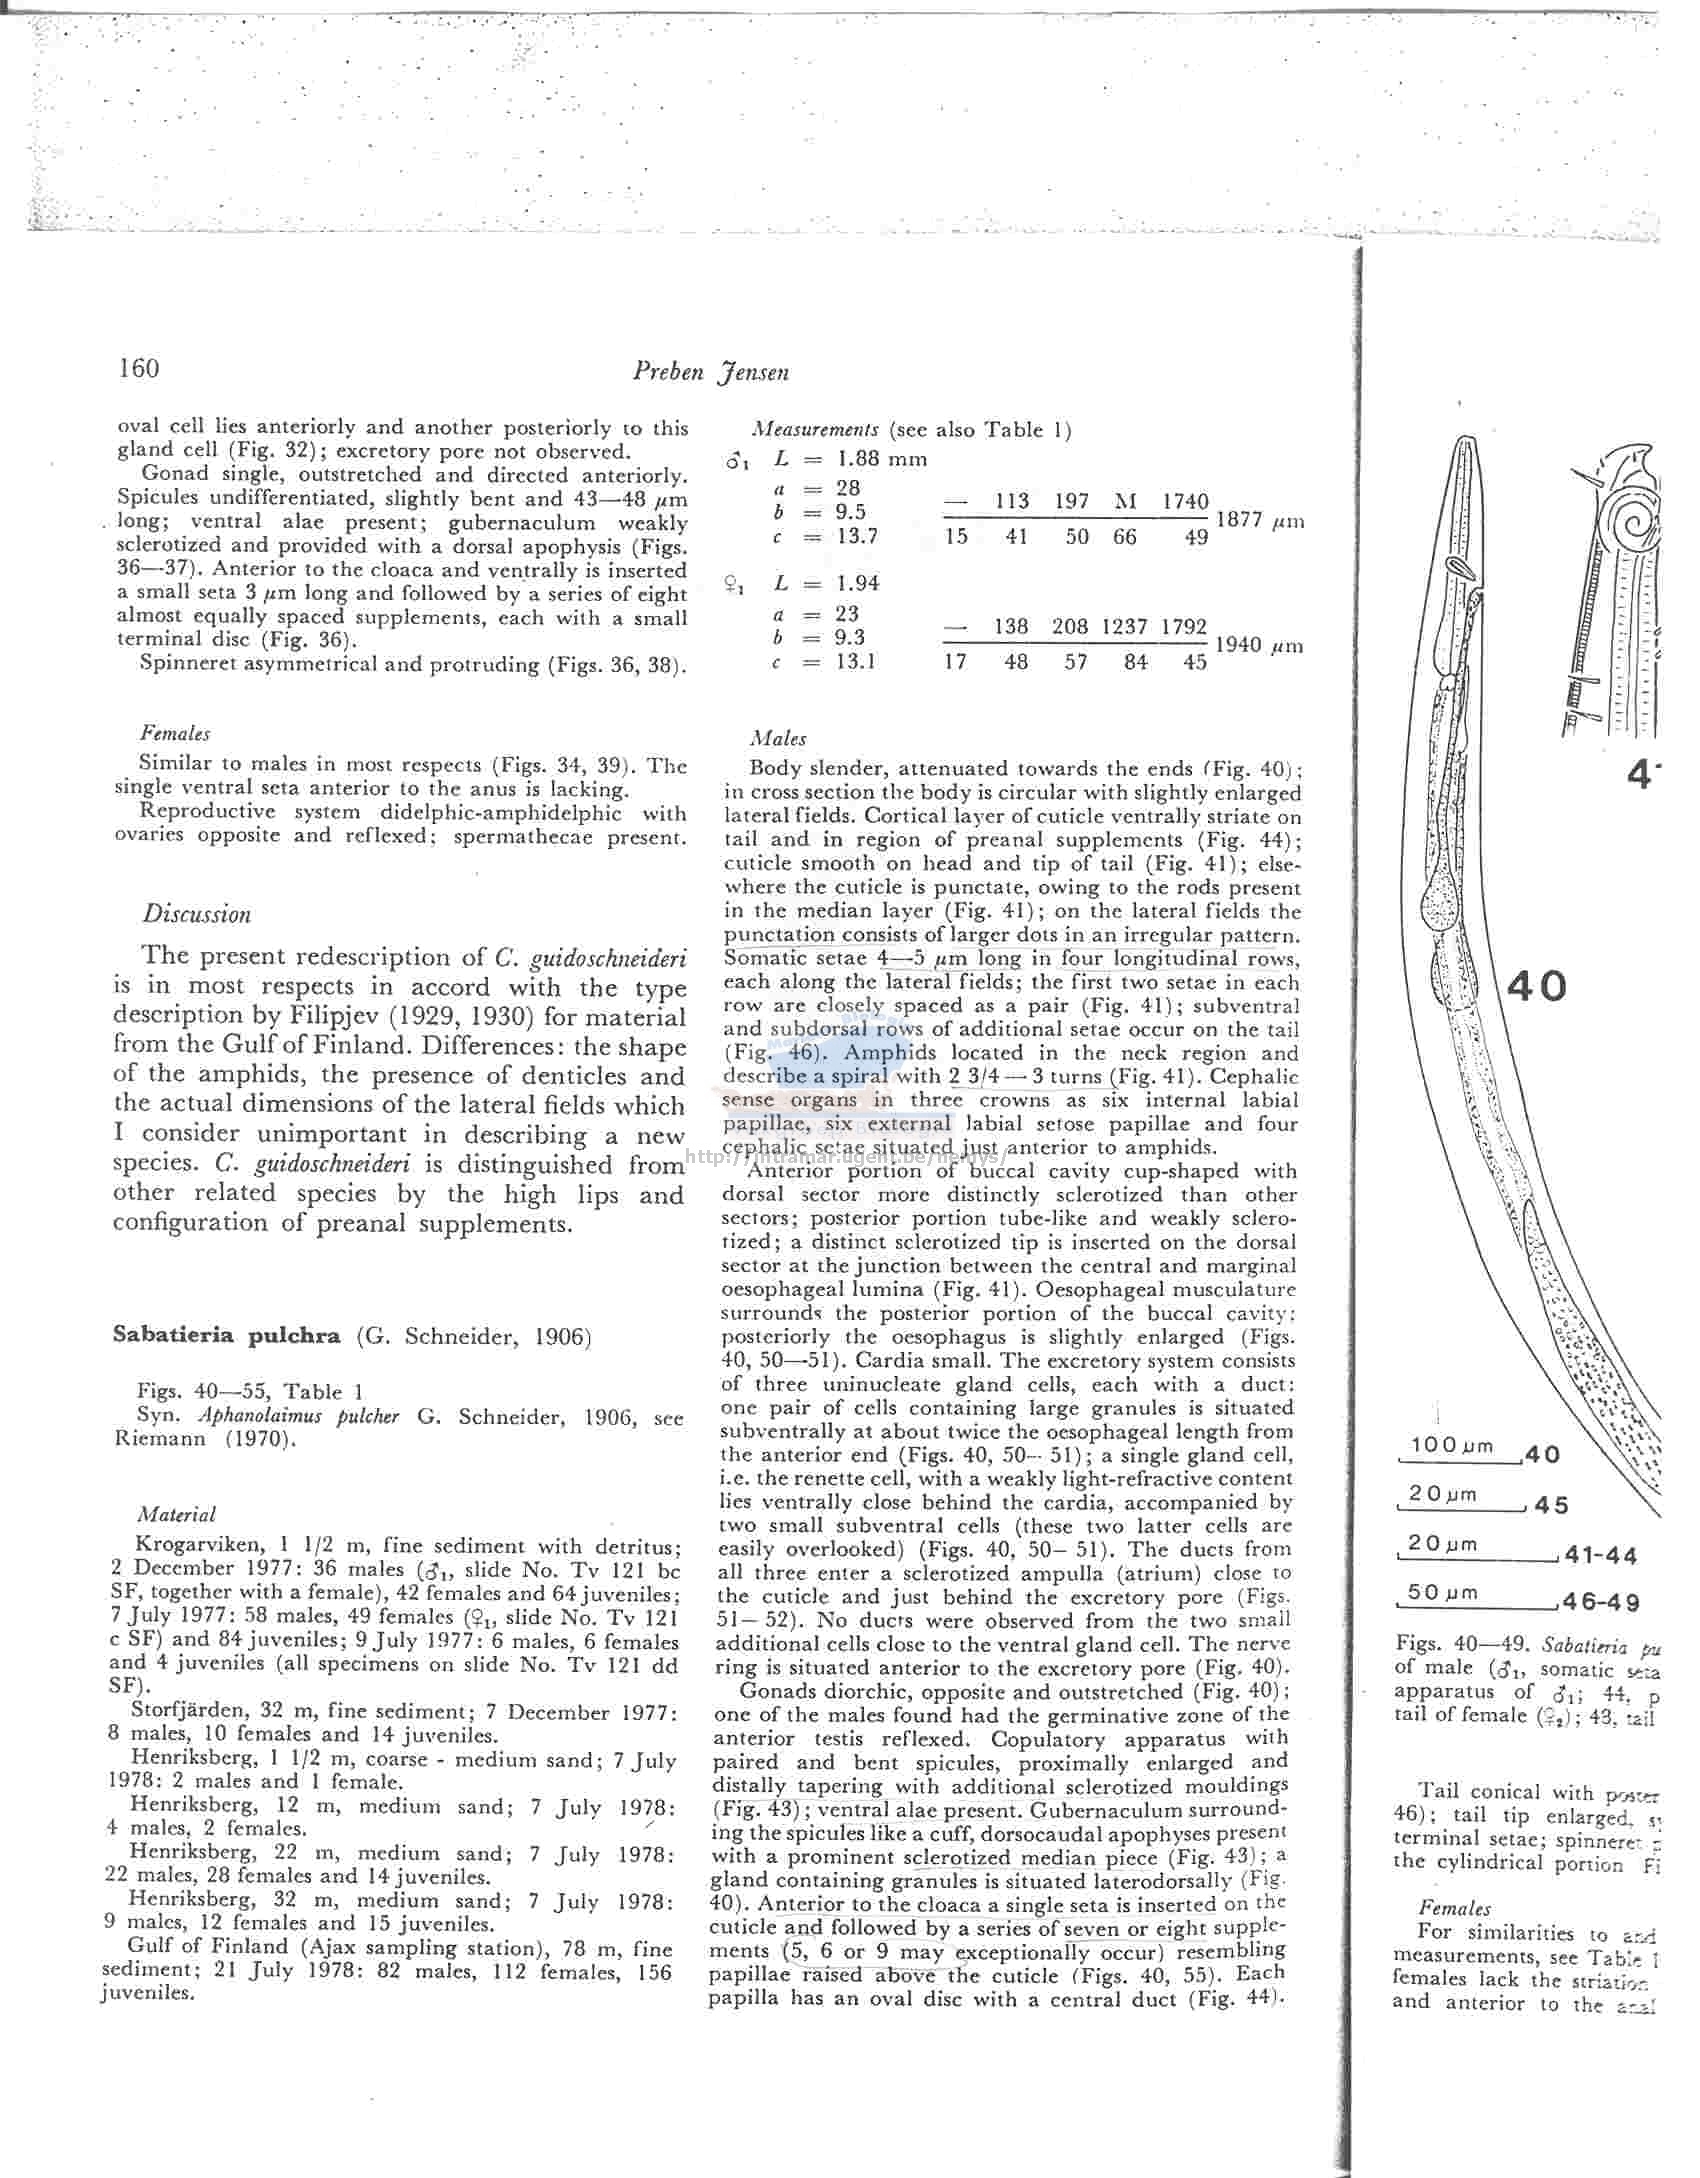 160
Preben Jensen
oval cell lies anteriorly and another posteriorly to this
gland cell (Fig. 32); excretory pore not observed.
Gonad single, outstretched and directed anteriorly.
Spicules undifferentiated, slightly bent and 43—48 μm
long; ventral alae present; gubernaculum weakly
sclerotized and provided with a dorsal apophysis (Figs.
36—37). Anterior to the cloaca and ventrally is inserted
a small seta 3 μm long and followed by a series of eight
almost equally spaced supplements, each with a small
terminal disc (Fig. 36).
Spinneret asymmetrical and protruding (Figs. 36, 38).
Females
Similar to males in most respects (Figs. 34, 39). The
single ventral seta anterior to the anus is lacking.
Reproductive system didelphic-amphidelphic with
ovaries opposite and reflexed; spermathecae present.
Discussion
The present redescription of C. guidoschneideri
is in most respects in accord with the type
description by Filipjev (1929, 1930) for material
from the Gulf of Finland. Differences: the shape
of the amphids, the presence of denticles and
the actual dimensions of the lateral fields which
I consider unimportant in describing a new
species. C. guidoschneideri is distinguished from
other related species by the high lips and
configuration of preanal supplements.
Sabatieria pulchra (G. Schneider, 1906)
Figs. 40—55, Table 1
Syn. Aphanolaimus pulcher G. Schneider, 1906, see
Riemann (1970).
Material
Krogarviken, 1 1/2 m, fine sediment with detritus;
2 December 1977: 36 males (♂1, slide No. Tv 121 bc
SF, together with a female), 42 females and 64 juveniles;
7 July 1977: 58 males, 49 females (♀1, slide No. Tv 121
c SF) and 84 juveniles; 9 July 1977: 6 males, 6 females
and 4 juveniles (all specimens on slide No. Tv 121 dd
SF).
Storfjärden, 32 m, fine sediment; 7 December 1977:
8 males, 10 females and 14 juveniles.
Henriksberg, 1 1/2 m, coarse - medium sand; 7 July
1978: 2 males and 1 female.
Henriksberg, 12 m, medium sand; 7 July 1978:
4 males, 2 females.
Henriksberg, 22 m, medium sand; 7 July 1978:
22 males, 28 females and 14 juveniles.
Henriksberg, 32 m, medium sand; 7 July 1978:
9 males, 12 females and 15 juveniles.
Gulf of Finland (Ajax sampling station), 78 m, fine
sediment; 21 July 1978: 82 males, 112 females, 156
juveniles.
Measurements (see also Table 1)
♂1 L = 1.88 mm
a = 28
b = 9.5
c = 13.7
— 113 197 M 1740
15 41 50 66 49
1877 μm
♀1 L = 1.94
a = 23
b = 9.3
c = 13.1
— 138 208 1237 1792
17 48 57 84 45
1940 μm
Males
Body slender, attenuated towards the ends (Fig. 40);
in cross section the body is circular with slightly enlarged
lateral fields. Cortical layer of cuticle ventrally striate on
tail and in region of preanal supplements (Fig. 44);
cuticle smooth on head and tip of tail (Fig. 41); else-
where the cuticle is punctate, owing to the rods present
in the median layer (Fig. 41); on the lateral fields the
punctation consists of larger dots in an irregular pattern.
Somatic setae 4—5 μm long in four longitudinal rows,
each along the lateral fields; the first two setae in each
row are closely spaced as a pair (Fig. 41); subventral
and subdorsal rows of additional setae occur on the tail
(Fig. 46). Amphids located in the neck region and
describe a spiral with 2 3/4 — 3 turns (Fig. 41). Cephalic
sense organs in three crowns as six internal labial
papillae, six external labial setose papillae and four
cephalic setae situated just anterior to amphids.
http://intramar.ugent.be/nemys/
Anterior portion of buccal cavity cup-shaped with
dorsal sector more distinctly sclerotized than other
sectors; posterior portion tube-like and weakly sclero-
tized; a distinct sclerotized tip is inserted on the dorsal
sector at the junction between the central and marginal
oesophageal lumina (Fig. 41). Oesophageal musculature
surrounds the posterior portion of the buccal cavity;
posteriorly the oesophagus is slightly enlarged (Figs.
40, 50—51). Cardia small. The excretory system consists
of three uninucleate gland cells, each with a duct:
one pair of cells containing large granules is situated
subventrally at about twice the oesophageal length from
the anterior end (Figs. 40, 50—51); a single gland cell,
i.e. the renette cell, with a weakly light-refractive content
lies ventrally close behind the cardia, accompanied by
two small subventral cells (these two latter cells are
easily overlooked) (Figs. 40, 50—51). The ducts from
all three enter a sclerotized ampulla (atrium) close to
the cuticle and just behind the excretory pore (Figs.
51—52). No ducts were observed from the two small
additional cells close to the ventral gland cell. The nerve
ring is situated anterior to the excretory pore (Fig. 40).
Gonads diorchic, opposite and outstretched (Fig. 40);
one of the males found had the germinative zone of the
anterior testis reflexed. Copulatory apparatus with
paired and bent spicules, proximally enlarged and
distally tapering with additional sclerotized mouldings
(Fig. 43); ventral alae present. Gubernaculum surround-
ing the spicules like a cuff, dorsocaudal apophyses present
with a prominent sclerotized median piece (Fig. 43); a
gland containing granules is situated laterodorsally (Fig.
40). Anterior to the cloaca a single seta is inserted on the
cuticle and followed by a series of seven or eight supple-
ments (5, 6 or 9 may exceptionally occur) resembling
papillae raised above the cuticle (Figs. 40, 55). Each
papilla has an oval disc with a central duct (Fig. 44).
40
100 μm 40
20 μm 45
20 μm 41-44
50 μm 46-49
Figs. 40—49. Sabatieria pu
of male (♂1, somatic seta
apparatus of ♂1; 44, p
tail of female (♀2); 43, tail
Tail conical with poster
46); tail tip enlarged,
terminal setae; spinneret
the cylindrical portion Fi
Females
For similarities to and
measurements, see Table 1
females lack the striation
and anterior to the anal